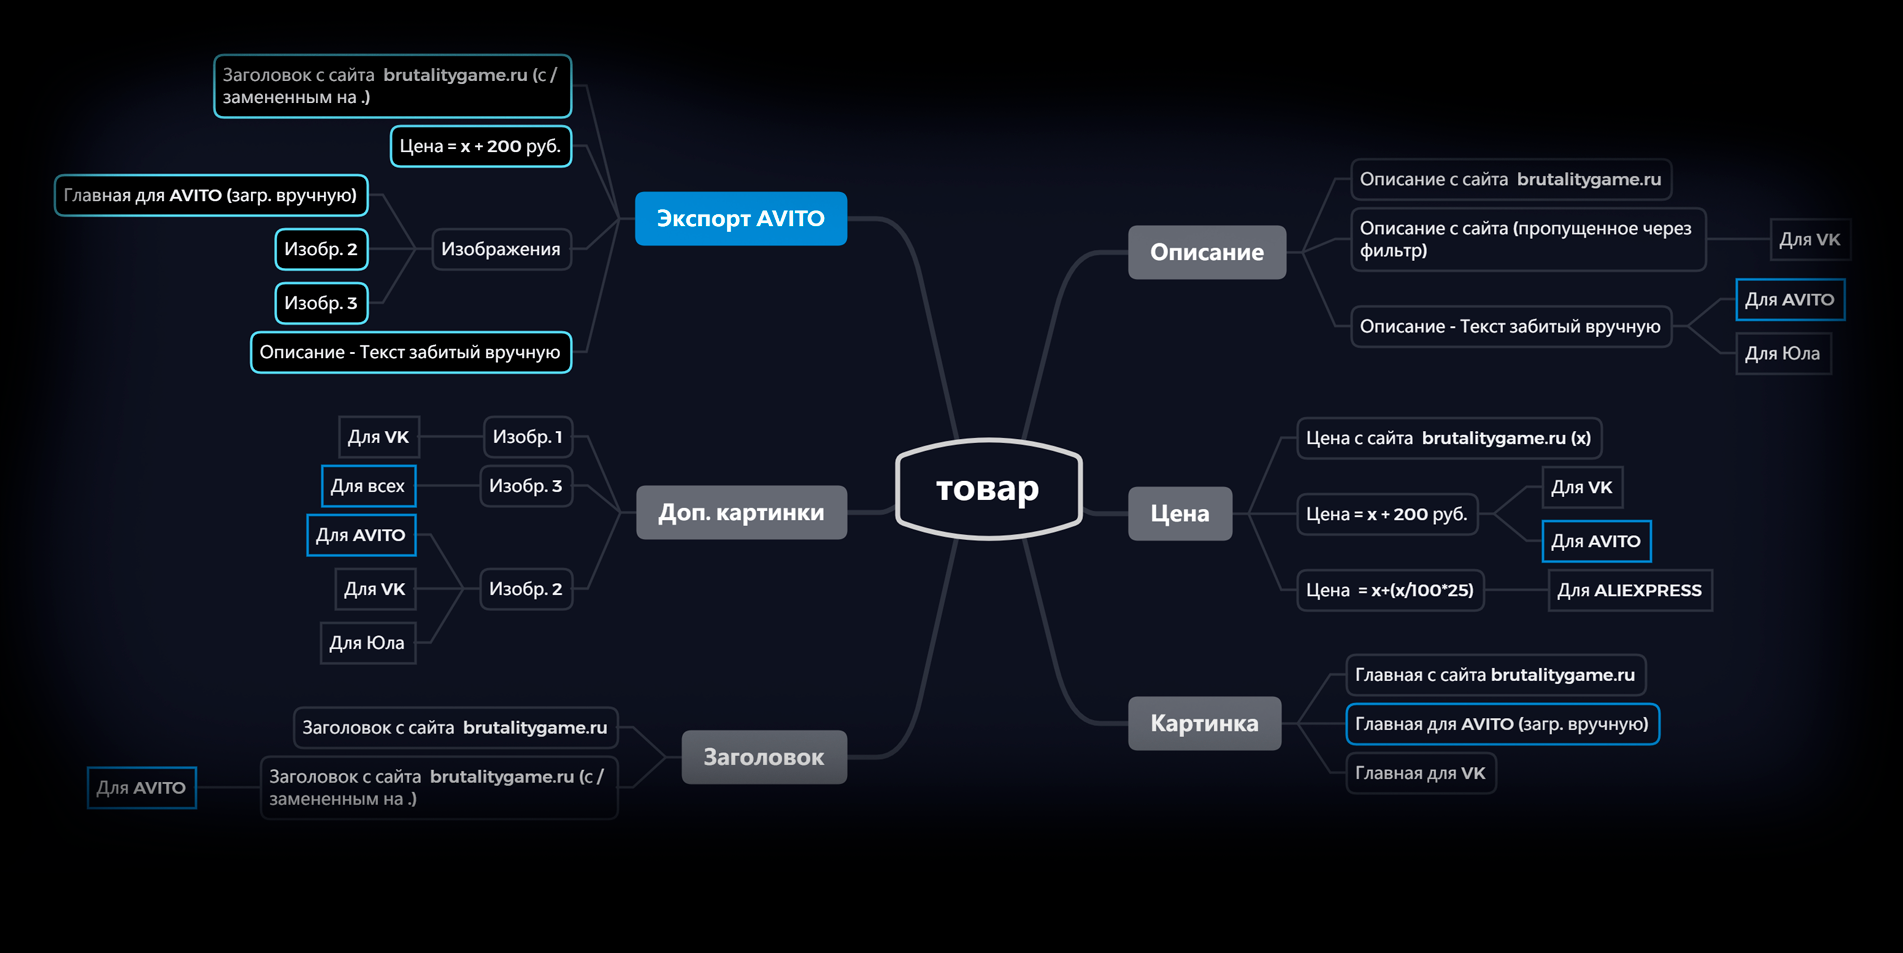 Заголовок с сайта brutalitygame.ru (с /
замененным на .)
Цена = x + 200 руб.
Главная для AVITO (загр. вручную)
Изобр. 2
Изобр. 3
Изображения
Описание - Текст забитый вручную
Экспорт AVITO
Для VK
Изобр. 1
Для всех
Изобр. 3
Для AVITO
Для VK
Для Юла
Изобр. 2
Доп. картинки
Заголовок с сайта brutalitygame.ru
Для AVITO
Заголовок с сайта brutalitygame.ru (с /
замененным на .)
Заголовок
товар
Описание
Описание с сайта brutalitygame.ru
Описание с сайта (пропущенное через
фильтр)
Для VK
Описание - Текст забитый вручную
Для AVITO
Для Юла
Цена
Цена с сайта brutalitygame.ru (x)
Цена = x + 200 руб.
Для VK
Для AVITO
Цена = x+(x/100*25)
Для ALIEXPRESS
Картинка
Главная с сайта brutalitygame.ru
Главная для AVITO (загр. вручную)
Главная для VK